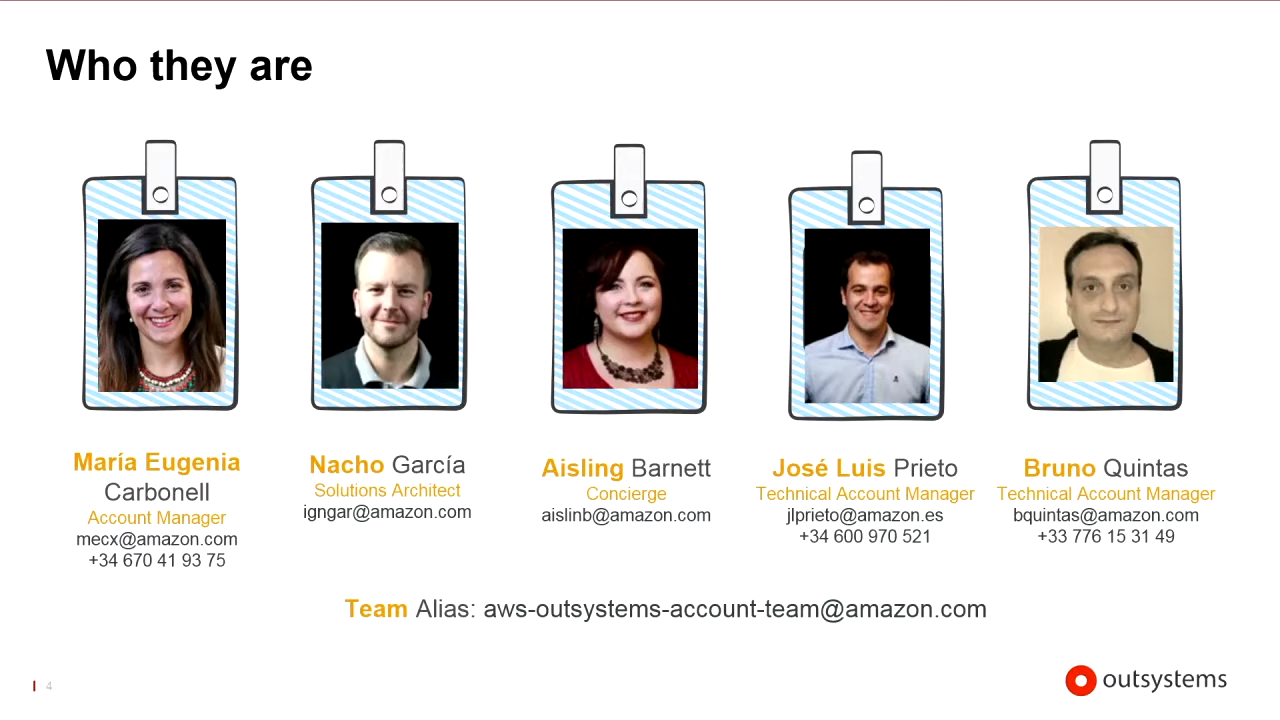 Who they are
María Eugenia
Carbonell
Account Manager
mecx@amazon.com
+34 670 41 93 75
Nacho García
Solutions Architect
igngar@amazon.com
Aisling Barnett
Concierge
aislinb@amazon.com
José Luis Prieto
Technical Account Manager
jlprieto@amazon.es
+34 600 970 521
Bruno Quintas
Technical Account Manager
bquintas@amazon.com
+33 776 15 31 49
Team Alias: aws-outsystems-account-team@amazon.com
4
outsystems